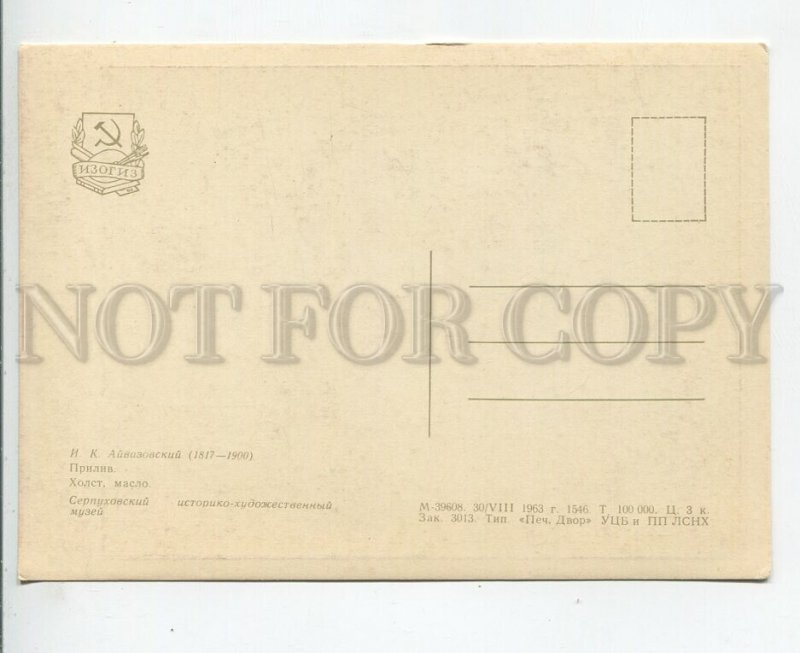 ИЗОГИЗ
NOT FOR COPY
И. К. Айвазовский (1817—1900)
Прилив.
Холст, масло.
Серпуховский историко-художественный
музей
М-39608. 30/VIII 1963 г. 1546. Т 100 000. Ц. 3 к.
Зак. 3013. Тип. «Печ. Двор» УЦБ и ПП ЛСНХ